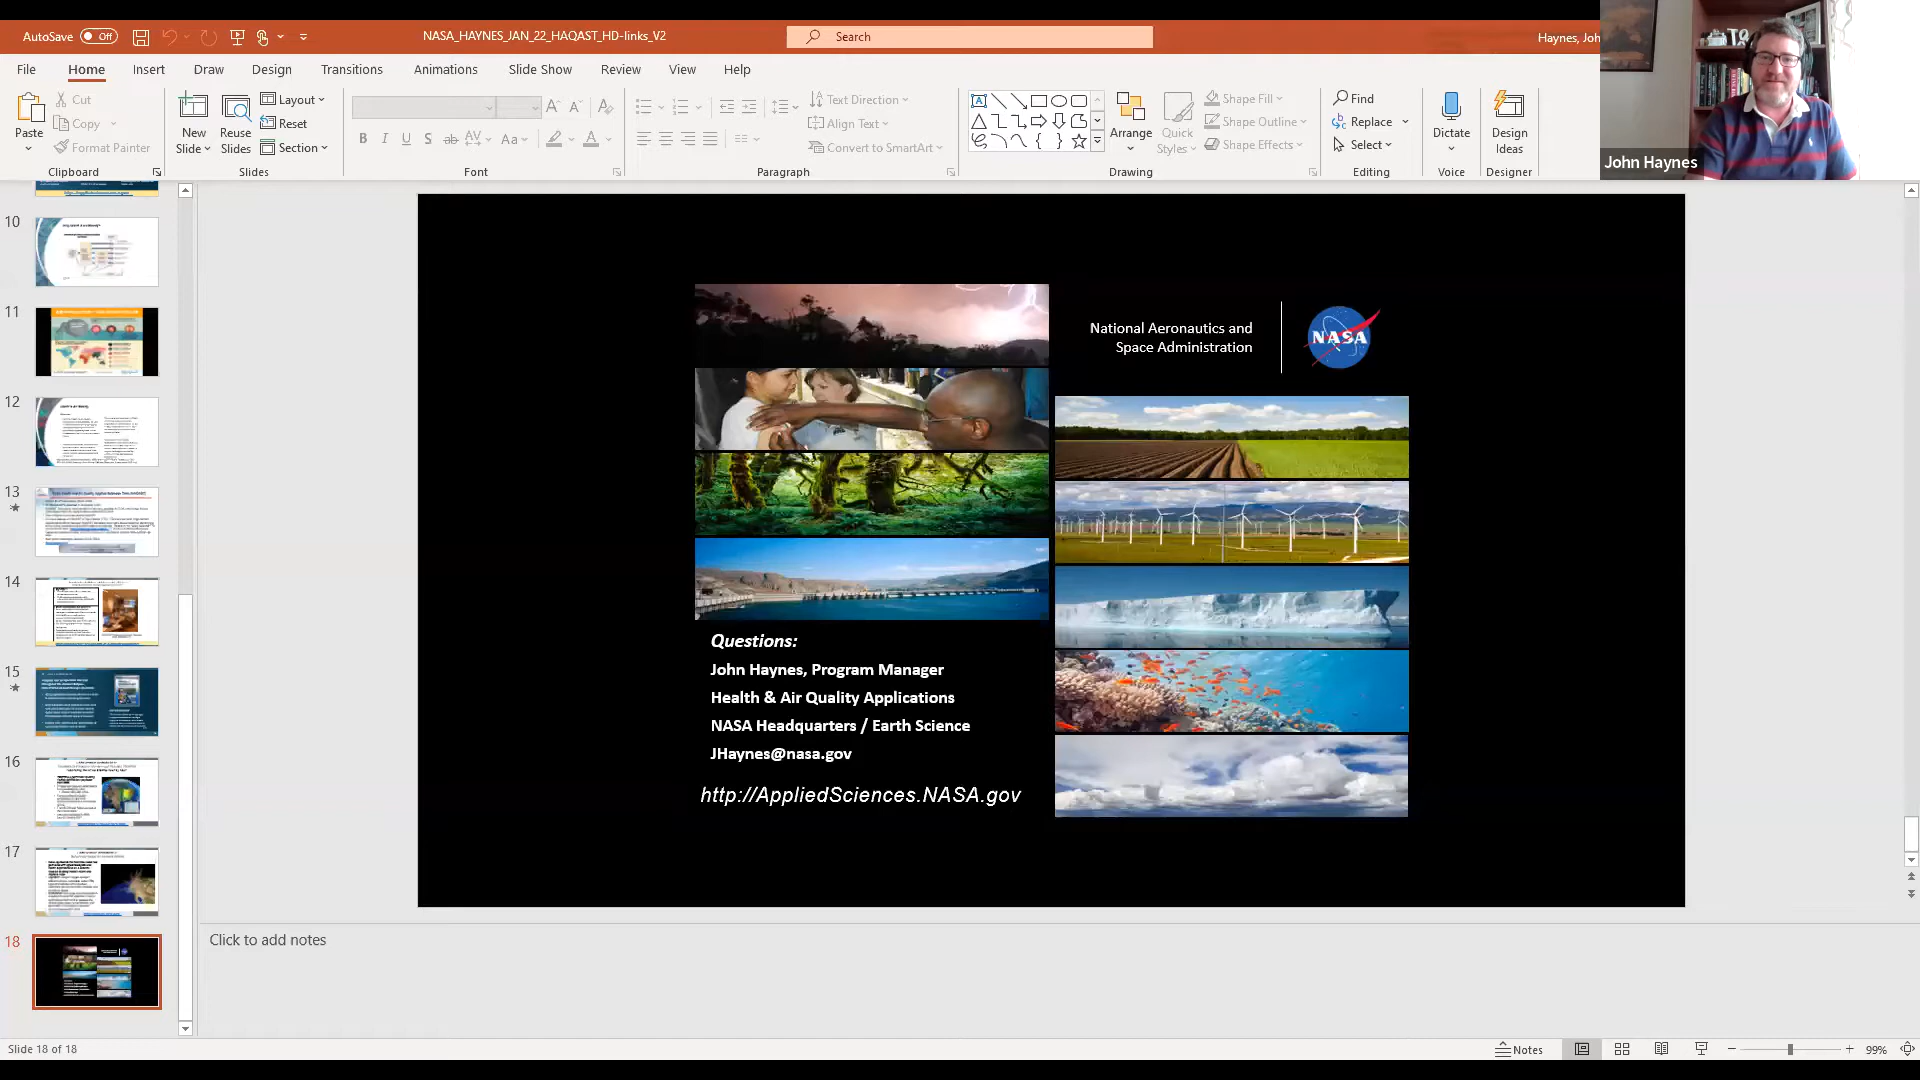 AutoSave Off
NASA_HAYNES_JAN_22_HAQAST_HD-links_V2
Search
Haynes, Joh
File Home Insert Draw Design Transitions Animations Slide Show Review View Help
Paste
Cut
Copy
Format Painter
Clipboard
New Slide
Reuse Slides
Layout
Reset
Section
Slides
B I U S ab AV Aa A
Font
Text Direction
Align Text
Convert to SmartArt
Paragraph
Arrange
Quick Styles
Shape Fill
Shape Outline
Shape Effects
Drawing
Find
Replace
Select
Editing
Dictate
Voice
Design Ideas
Designer
John Haynes
10
11
12
13
14
15
16
17
18
National Aeronautics and
Space Administration
NASA
Questions:
John Haynes, Program Manager
Health & Air Quality Applications
NASA Headquarters / Earth Science
JHaynes@nasa.gov
http://AppliedSciences.NASA.gov
Click to add notes
Slide 18 of 18
Notes
99%